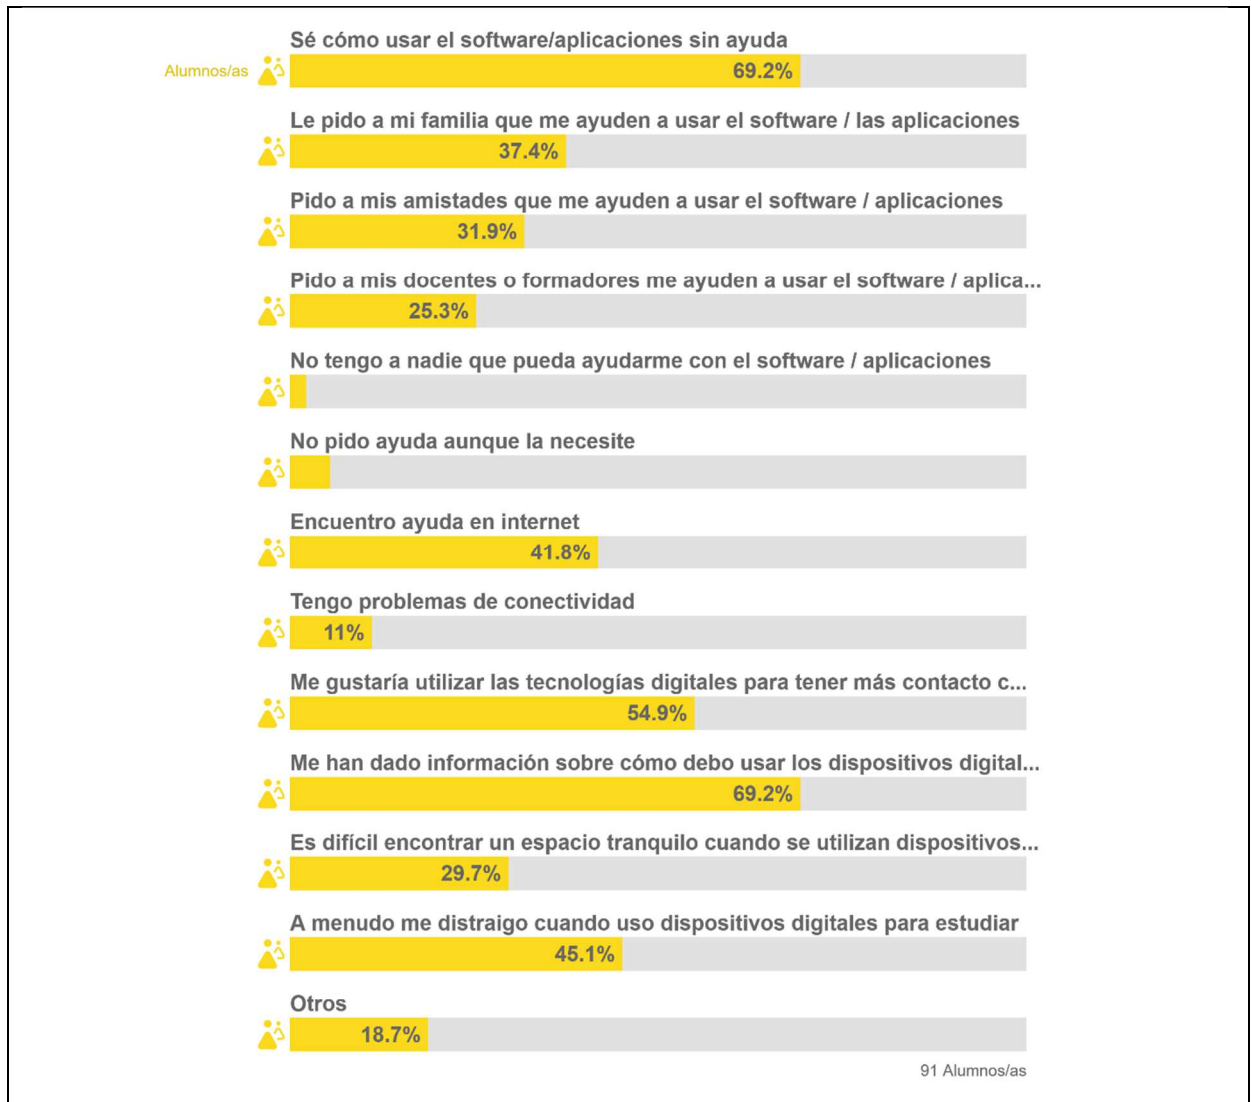 Sé cómo usar el software/aplicaciones sin ayuda
Alumnos/as
69.2%
Le pido a mi familia que me ayuden a usar el software / las aplicaciones
37.4%
Pido a mis amistades que me ayuden a usar el software / aplicaciones
31.9%
Pido a mis docentes o formadores me ayuden a usar el software / aplica...
25.3%
No tengo a nadie que pueda ayudarme con el software / aplicaciones
No pido ayuda aunque la necesite
Encuentro ayuda en internet
41.8%
Tengo problemas de conectividad
11%
Me gustaría utilizar las tecnologías digitales para tener más contacto c...
54.9%
Me han dado información sobre cómo debo usar los dispositivos digital...
69.2%
Es difícil encontrar un espacio tranquilo cuando se utilizan dispositivos...
29.7%
A menudo me distraigo cuando uso dispositivos digitales para estudiar
45.1%
Otros
18.7%
91 Alumnos/as